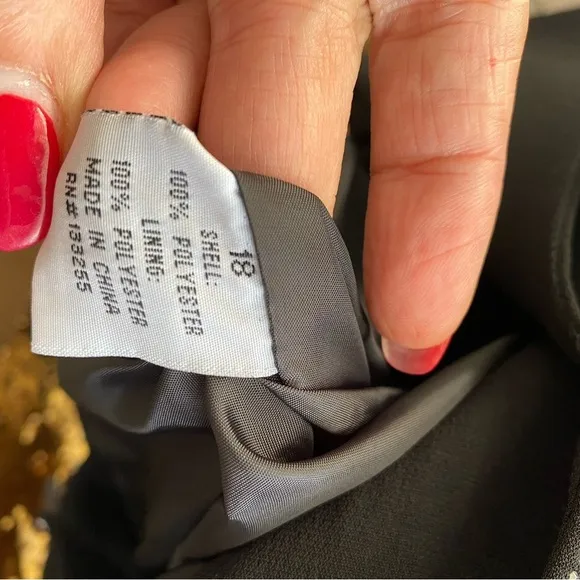 18
SHELL:
100% POLYESTER
LINING:
100% POLYESTER
MADE IN CHINA
RN# 133255